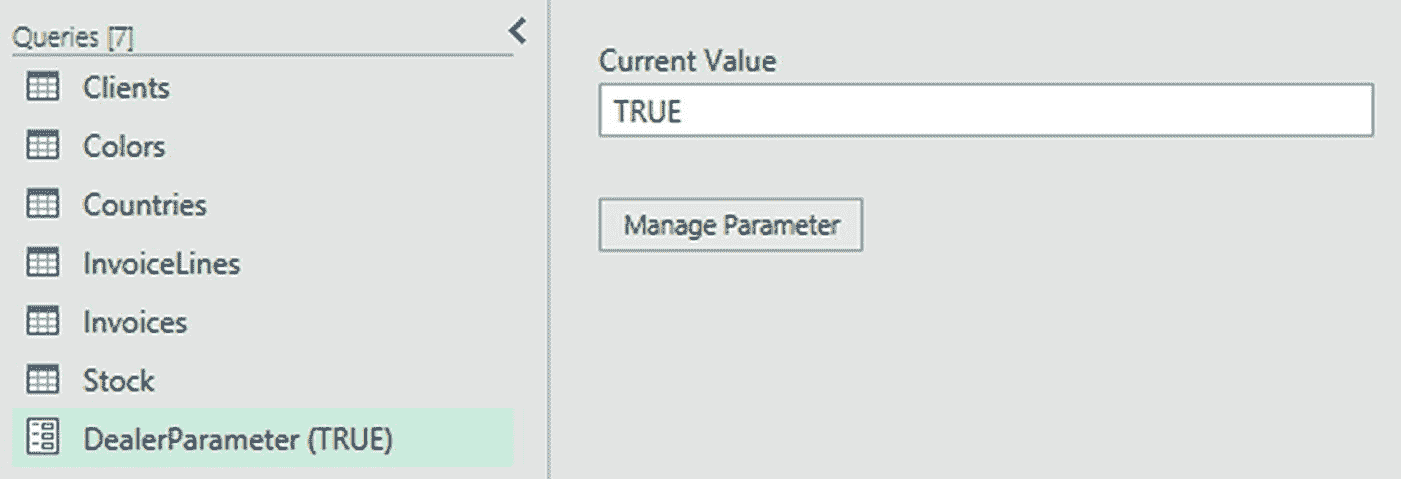 Queries [7]
Clients
Colors
Countries
InvoiceLines
Invoices
Stock
DealerParameter (TRUE)
Current Value
TRUE
Manage Parameter